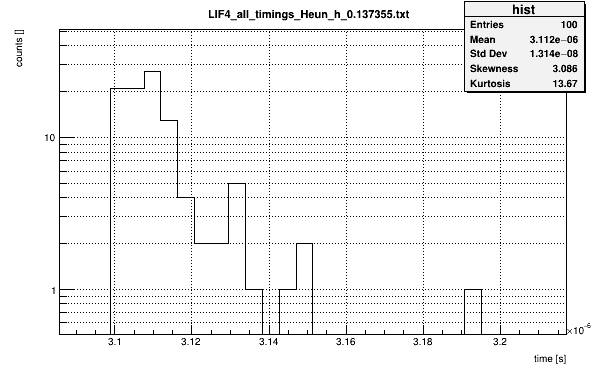 LIF4_all_timings_Heun_h_0.137355.txt
hist
Entries 100
Mean 3.112e−06
Std Dev 1.314e−08
Skewness 3.086
Kurtosis 13.67
counts []
10
1
3.1 3.12 3.14 3.16 3.18 3.2
×10−6
time [s]